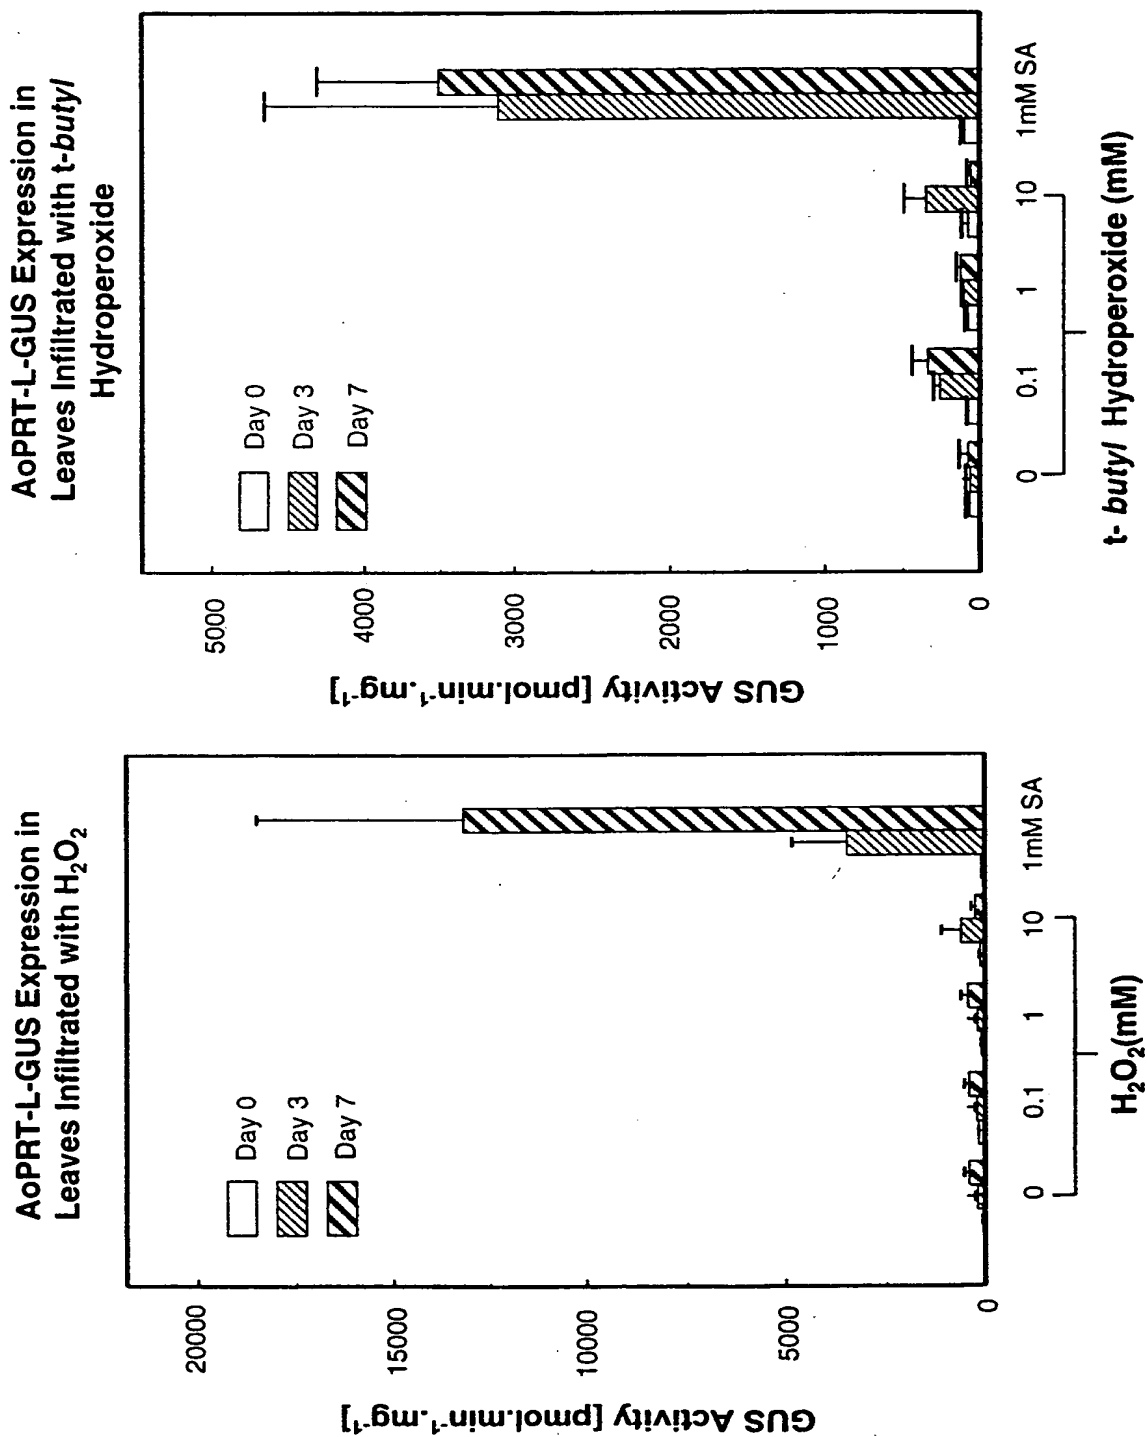 AoPRT-L-GUS Expression in
Leaves Infiltrated with H₂O₂
GUS Activity [pmol.min⁻¹.mg⁻¹]
20000
15000
10000
5000
0
Day 0
Day 3
Day 7
0
0.1
1
10
1mM SA
H₂O₂(mM)
AoPRT-L-GUS Expression in
Leaves Infiltrated with t-butyl
Hydroperoxide
GUS Activity [pmol.min⁻¹.mg⁻¹]
5000
4000
3000
2000
1000
0
Day 0
Day 3
Day 7
0
0.1
1
10
1mM SA
t- butyl Hydroperoxide (mM)